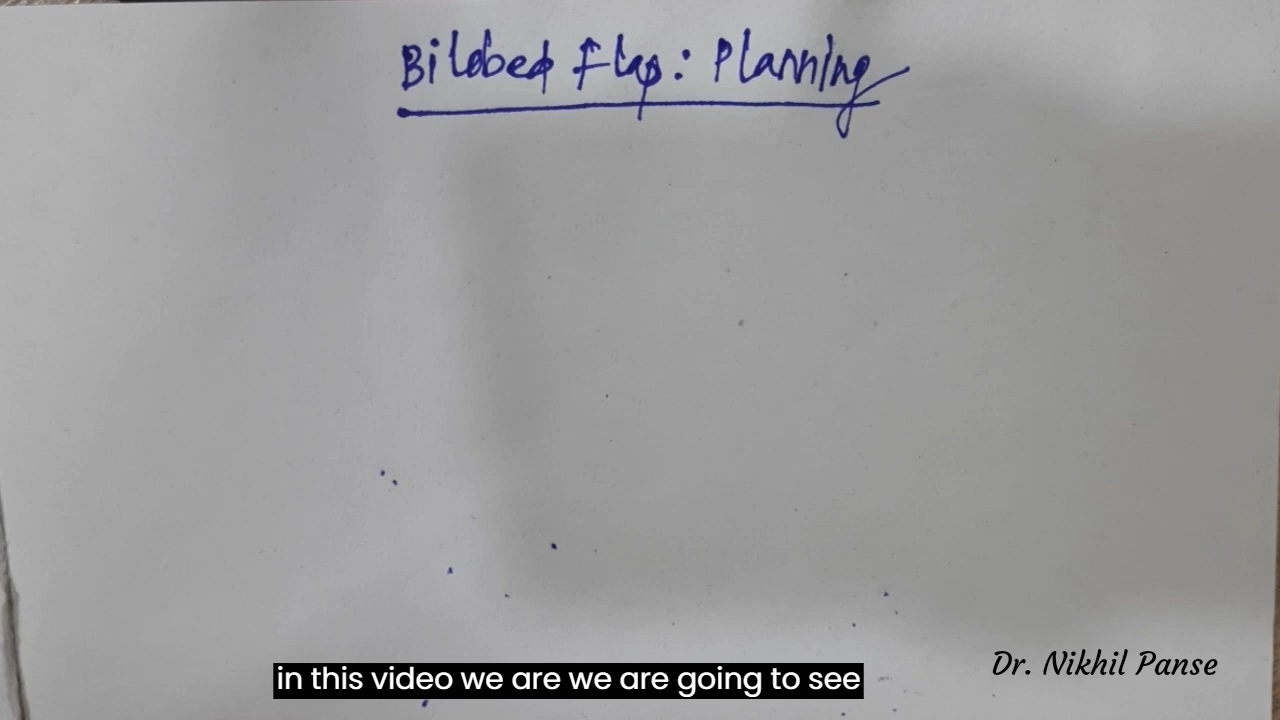 Bilobed Flap: Planning
Dr. Nikhil Panse
in this video we are we are going to see